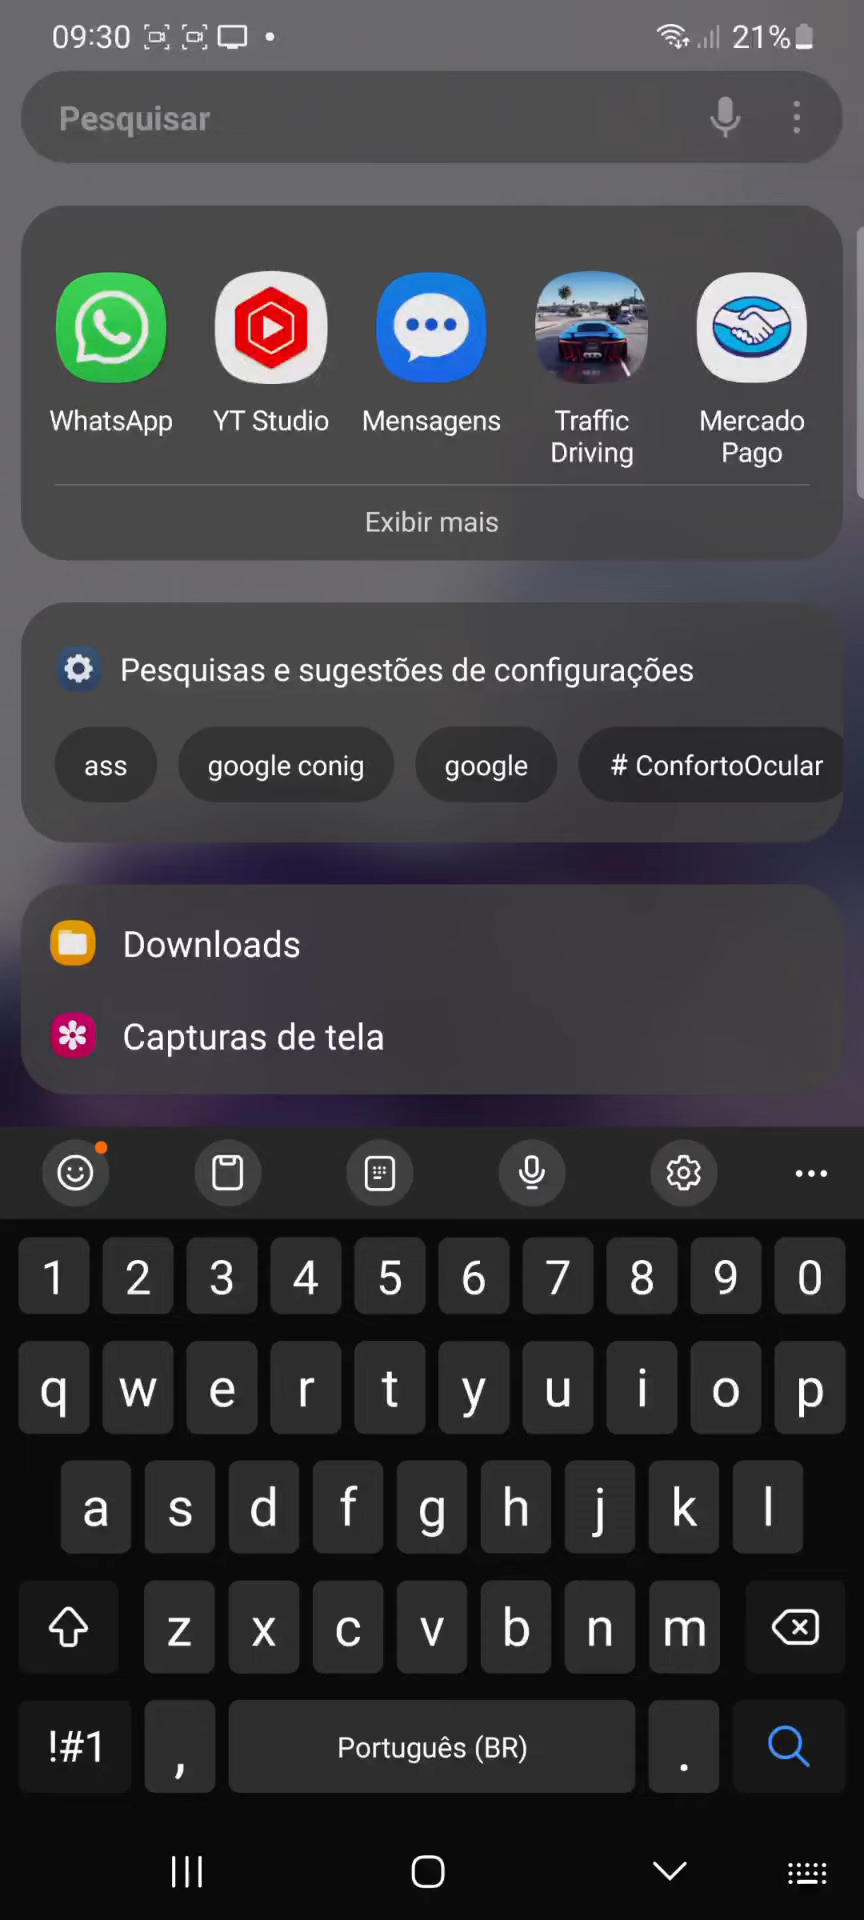 09:30
21%
Pesquisar
WhatsApp
YT Studio
Mensagens
Traffic
Driving
Mercado
Pago
Exibir mais
Pesquisas e sugestões de configurações
ass
google conig
google
# ConfortoOcular
Downloads
Capturas de tela
1 2 3 4 5 6 7 8 9 0
q w e r t y u i o p
a s d f g h j k l
z x c v b n m
!#1 , Português (BR) .